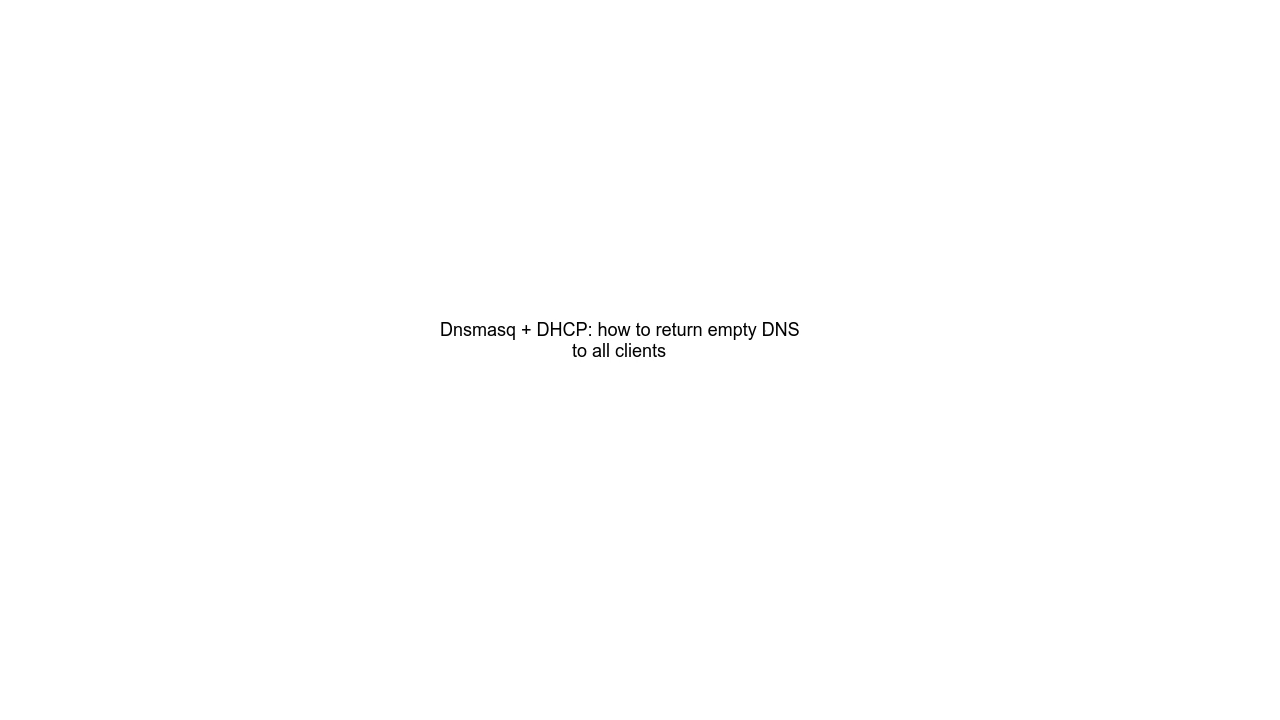 Dnsmasq + DHCP: how to return empty DNS
to all clients